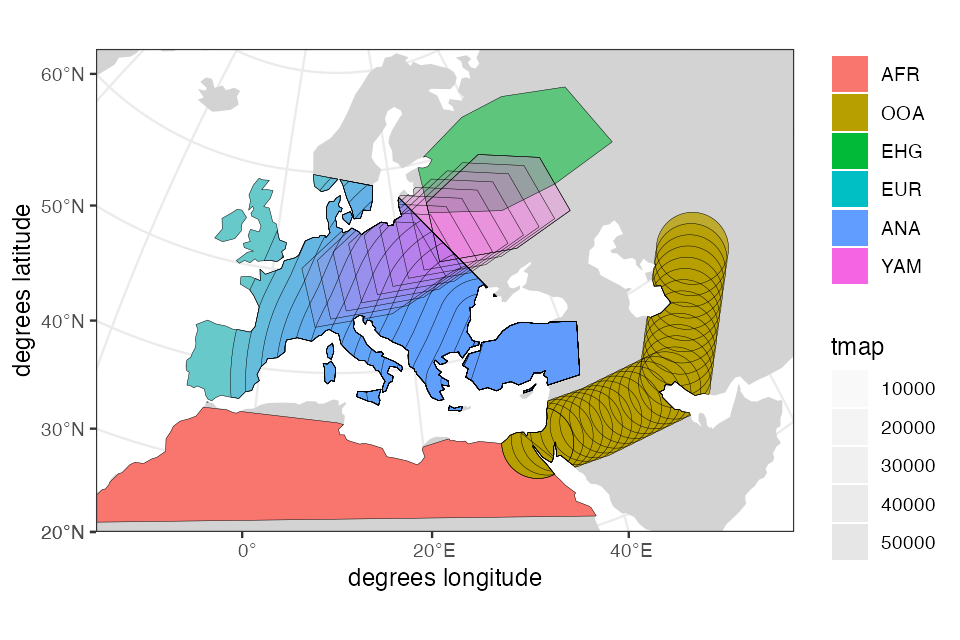 60°N
50°N
40°N
30°N
20°N
0°
20°E
40°E
degrees longitude
degrees latitude
AFR
OOA
EHG
EUR
ANA
YAM
tmap
10000
20000
30000
40000
50000